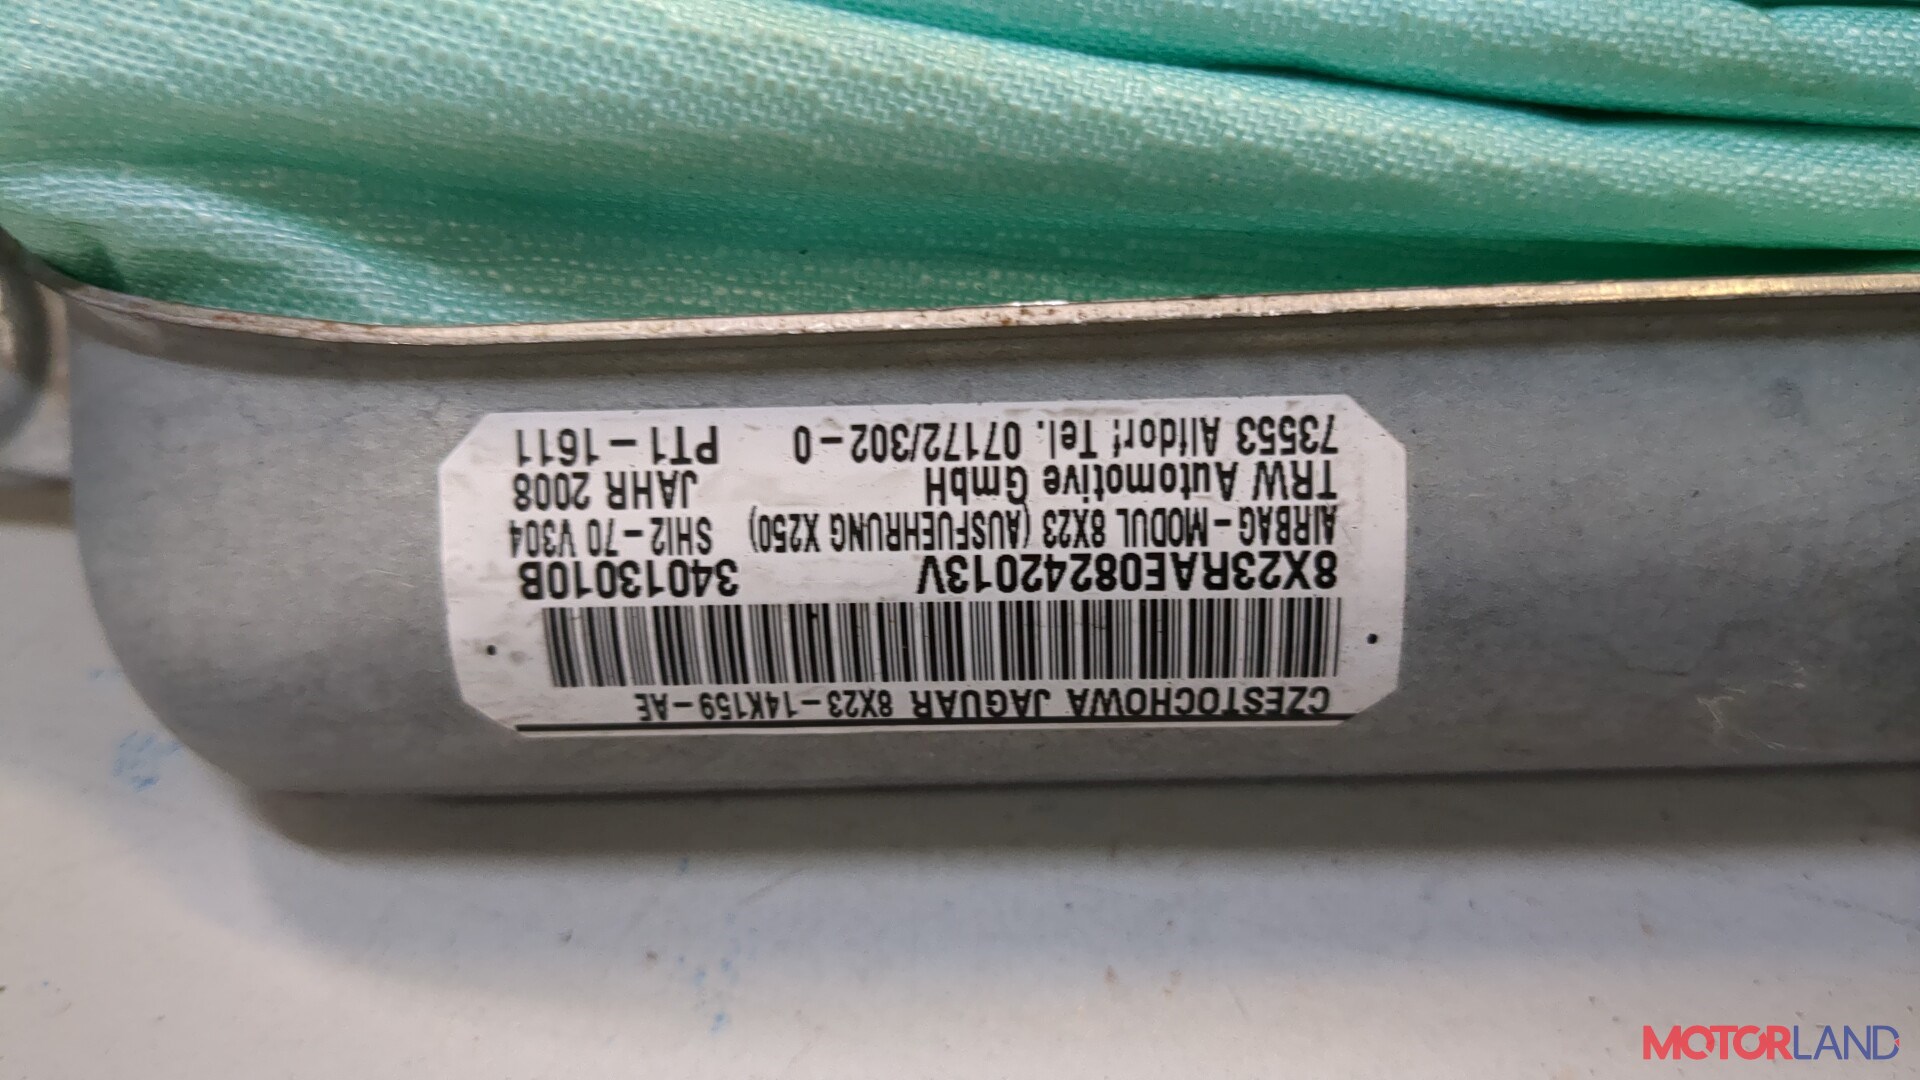 CZESTOCHOWA JAGUAR 8X23-14K159-AE
8X23RAE08242013V 34013010B
AIRBAG-MODUL 8X23 (AUSFUEHRUNG X250) SHI2-70 V304
TRW Automotive GmbH JAHR 2008
73553 Alfdorf Tel. 07172/302-0 PT1-1611
MOTORLAND